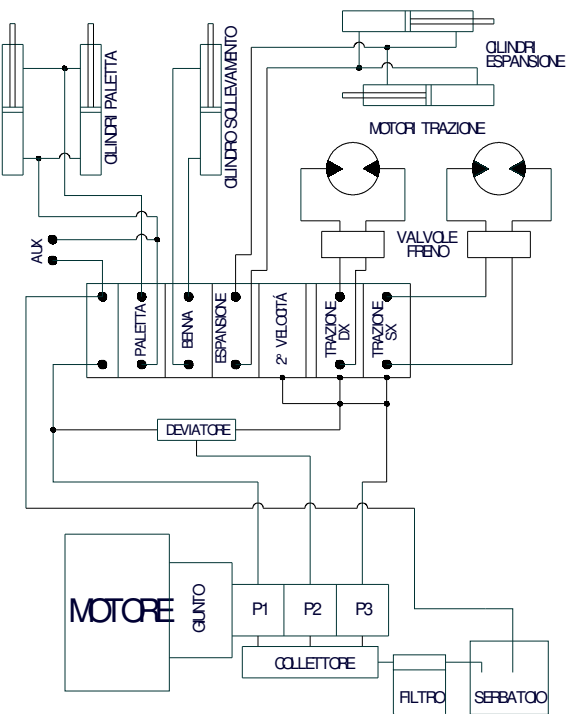 CILINDRI PALETTA
CILINDRO SOLLEVAMENTO
CILINDRI
ESPANSIONE
MOTORI TRAZIONE
VALVOLE
FRENO
AUX
PALETTA
BENNA
ESPANSIONE
2° VELOCITÁ
TRAZIONE
DX
TRAZIONE
SX
DEVIATORE
MOTORE
GIUNTO
P1
P2
P3
COLLETTORE
FILTRO
SERBATOIO